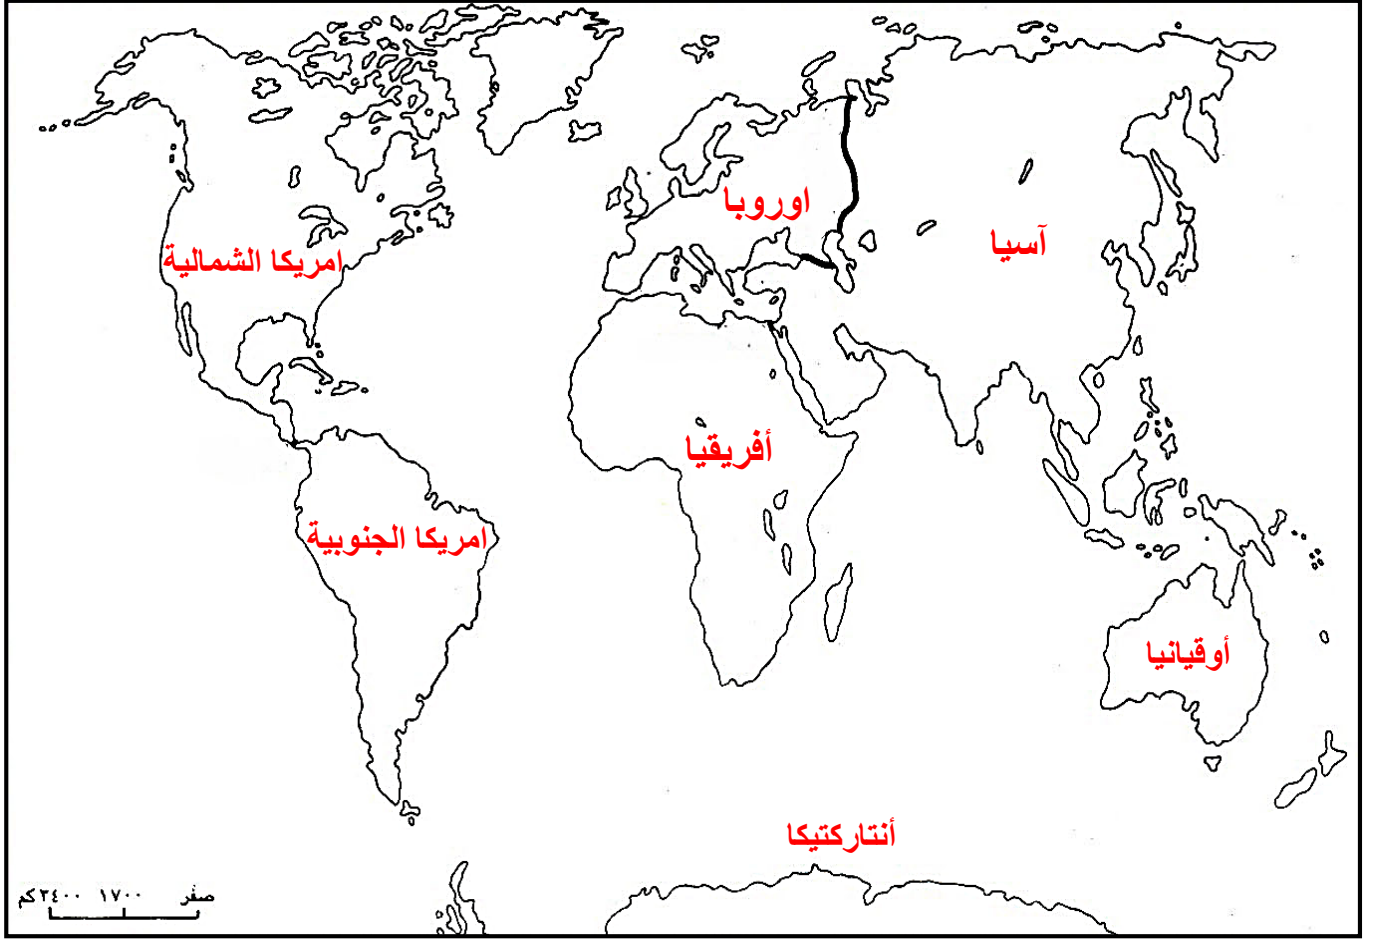 اوروبا
آسيا
امريكا الشمالية
أفريقيا
امريكا الجنوبية
أوقيانيا
أنتاركتيكا
صفر ١٧٠٠ ٣٤٠٠كم